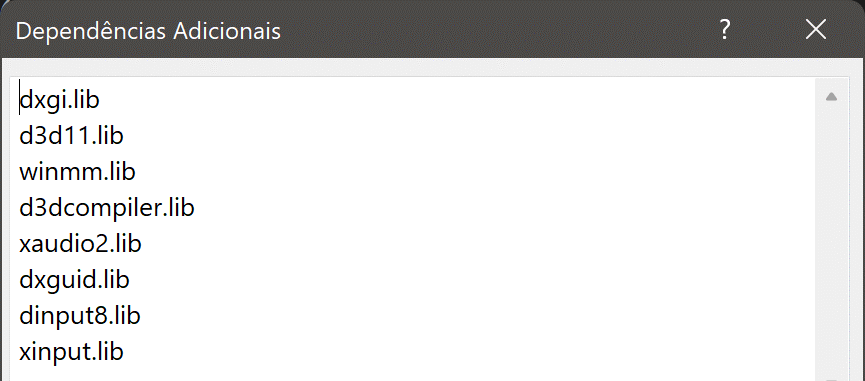 Dependências Adicionais
?
dxgi.lib
d3d11.lib
winmm.lib
d3dcompiler.lib
xaudio2.lib
dxguid.lib
dinput8.lib
xinput.lib